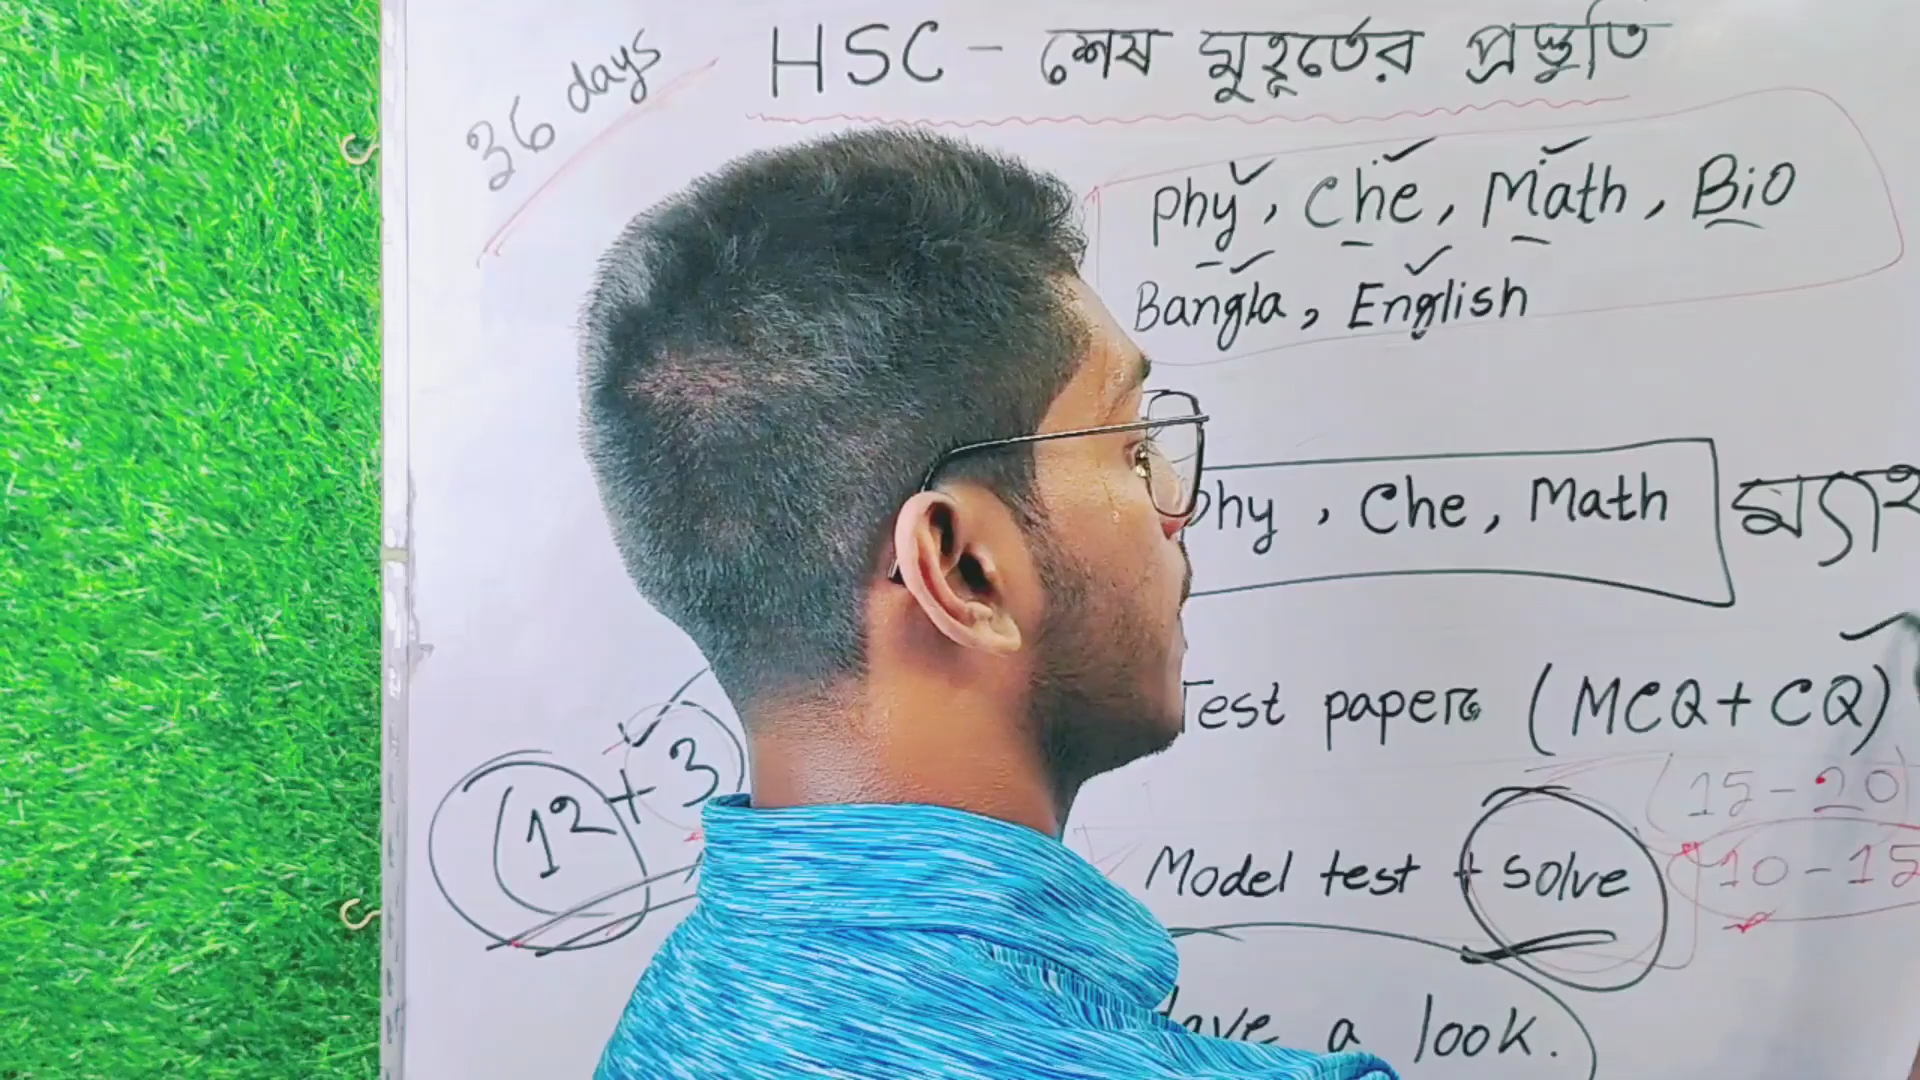 36 days
HSC - শেষ মুহূর্তের প্রস্তুতি
Phy, Che, Math, Bio
Bangla, English
Phy, Che, Math
Test papers (MCQ + CQ)
(12 + 3
(15 - 20)
Model test + solve
10 - 15
have a look.